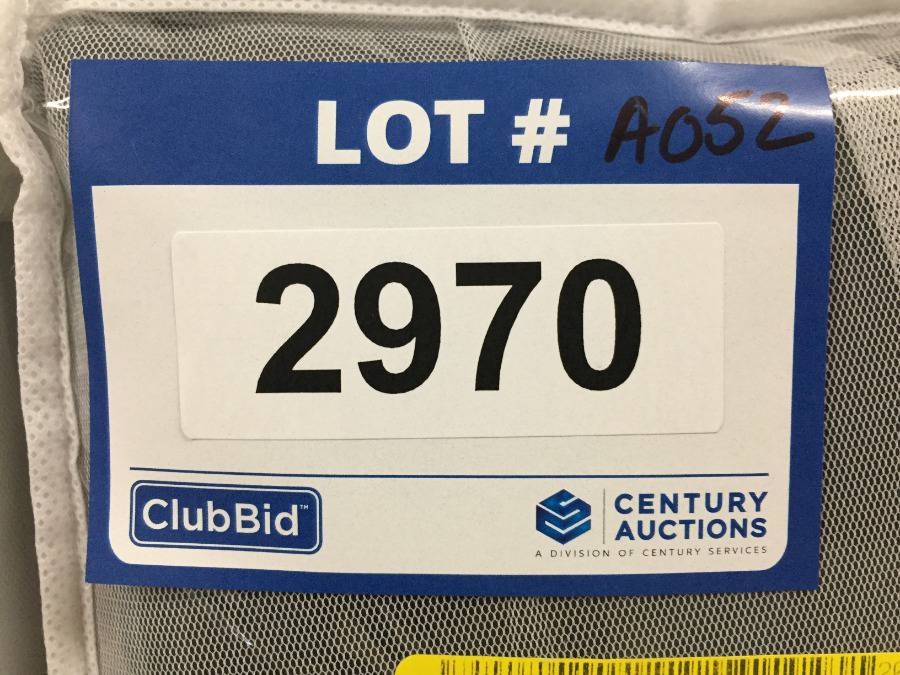 LOT # A052
2970
ClubBid™
CENTURY
AUCTIONS
A DIVISION OF CENTURY SERVICES